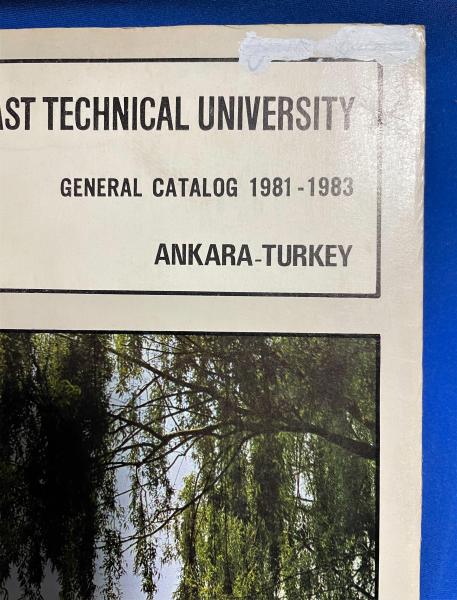 AST TECHNICAL UNIVERSITY
GENERAL CATALOG 1981-1983
ANKARA-TURKEY